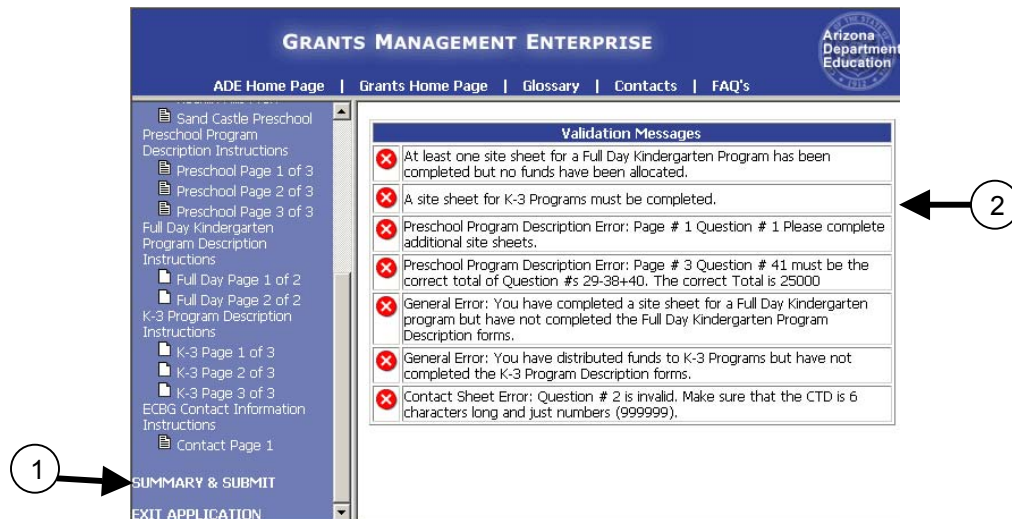 GRANTS MANAGEMENT ENTERPRISE
Arizona
Department
Education
1912
ADE Home Page | Grants Home Page | Glossary | Contacts | FAQ's
Sand Castle Preschool
Preschool Program
Description Instructions
Preschool Page 1 of 3
Preschool Page 2 of 3
Preschool Page 3 of 3
Full Day Kindergarten
Program Description
Instructions
Full Day Page 1 of 2
Full Day Page 2 of 2
K-3 Program Description
Instructions
K-3 Page 1 of 3
K-3 Page 2 of 3
K-3 Page 3 of 3
ECBG Contact Information
Instructions
Contact Page 1
1
SUMMARY & SUBMIT
EXIT APPLICATION
Validation Messages
At least one site sheet for a Full Day Kindergarten Program has been
completed but no funds have been allocated.
A site sheet for K-3 Programs must be completed.
2
Preschool Program Description Error: Page # 1 Question # 1 Please complete
additional site sheets.
Preschool Program Description Error: Page # 3 Question # 41 must be the
correct total of Question #s 29-38+40. The correct Total is 25000
General Error: You have completed a site sheet for a Full Day Kindergarten
program but have not completed the Full Day Kindergarten Program
Description forms.
General Error: You have distributed funds to K-3 Programs but have not
completed the K-3 Program Description forms.
Contact Sheet Error: Question # 2 is invalid. Make sure that the CTD is 6
characters long and just numbers (999999).